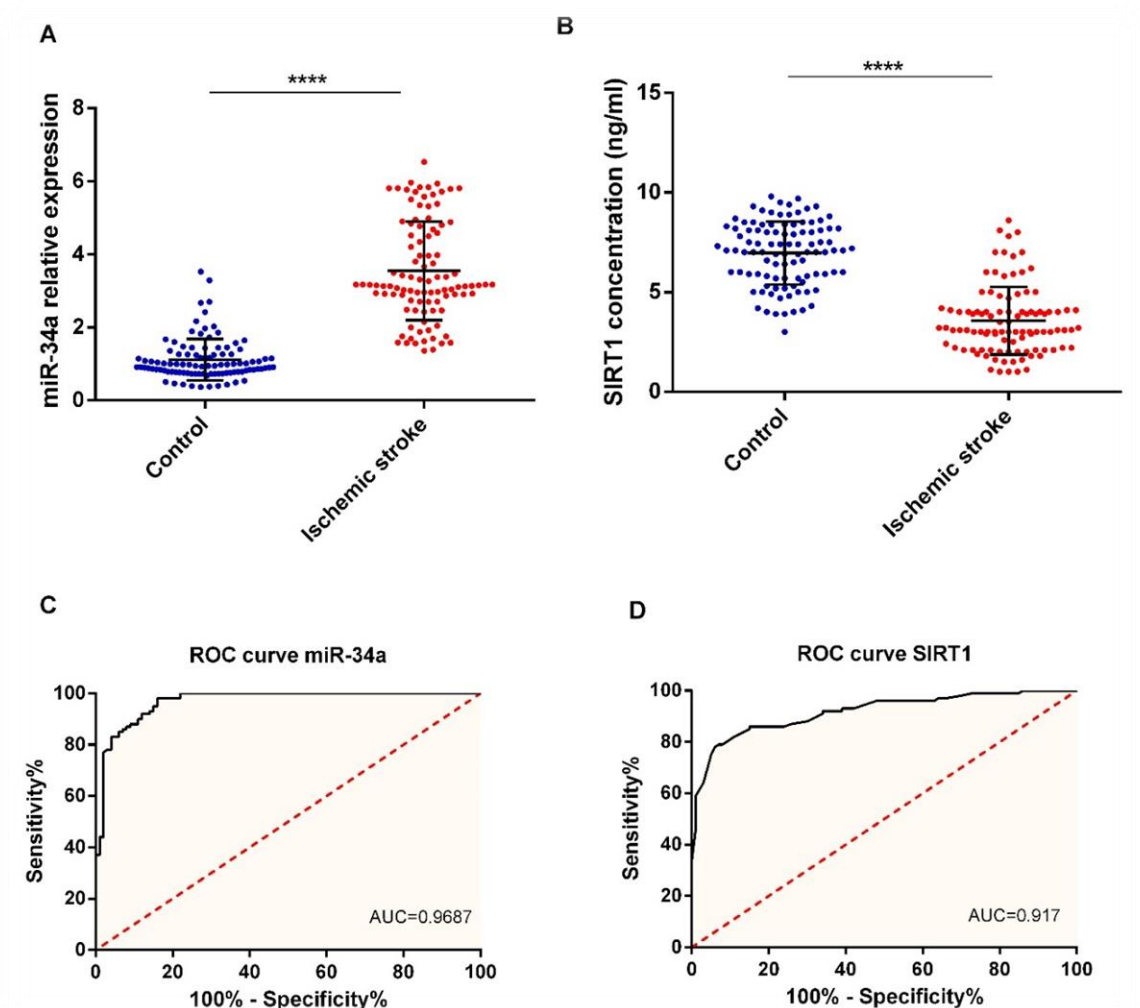 A
****
miR-34a relative expression
8
6
4
2
0
Control
Ischemic stroke
B
****
SIRT1 concentration (ng/ml)
15
10
5
0
Control
Ischemic stroke
C
ROC curve miR-34a
Sensitivity%
100
80
60
40
20
0
AUC=0.9687
0 20 40 60 80 100
100% - Specificity%
D
ROC curve SIRT1
Sensitivity%
100
80
60
40
20
0
AUC=0.917
0 20 40 60 80 100
100% - Specificity%